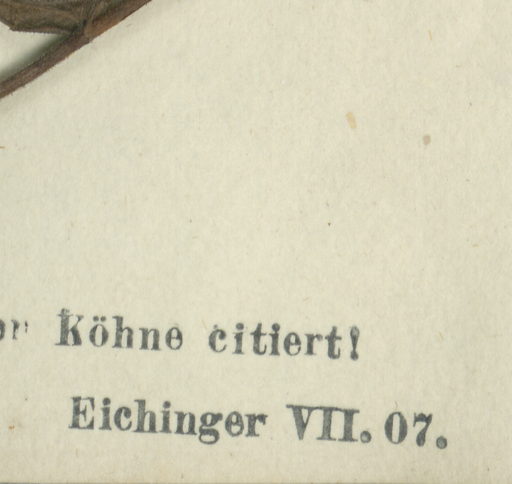 Köhne citiert!
Eichinger VII. 07.